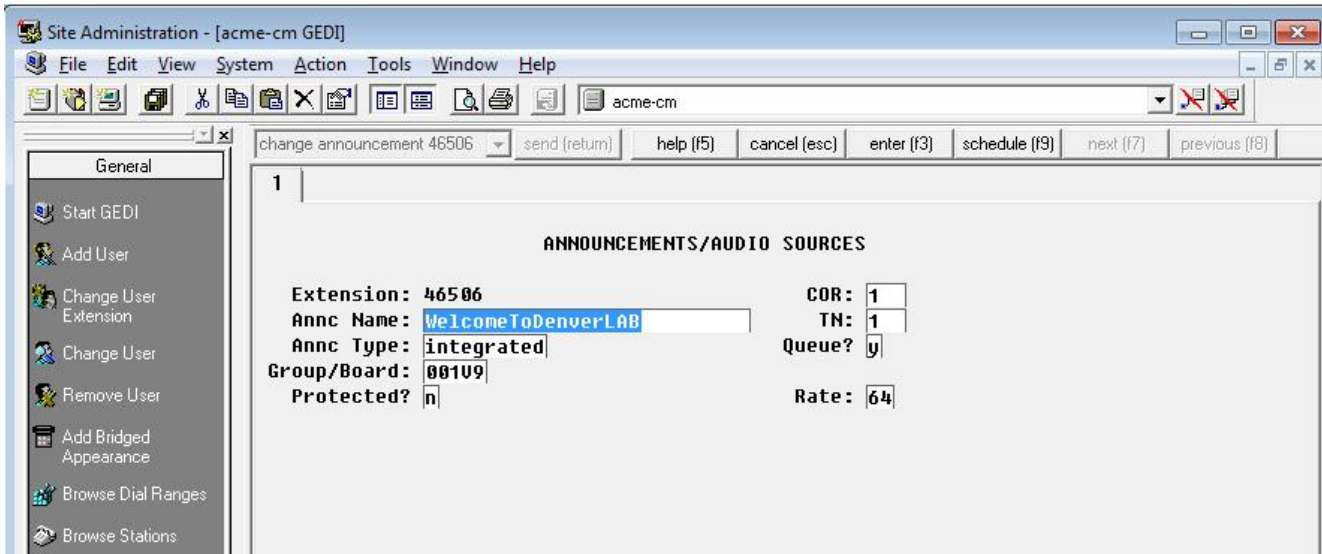 Site Administration - [acme-cm GEDI]
File Edit View System Action Tools Window Help
acme-cm
change announcement 46506 send (return) help (f5) cancel (esc) enter (f3) schedule (f9) next (f7) previous (f8)
General
Start GEDI
Add User
Change User
Extension
Change User
Remove User
Add Bridged
Appearance
Browse Dial Ranges
Browse Stations
1
ANNOUNCEMENTS/AUDIO SOURCES
Extension: 46506 COR: 1
Annc Name: WelcomeToDenverLAB TN: 1
Annc Type: integrated Queue? y
Group/Board: 001V9
Protected? n Rate: 64